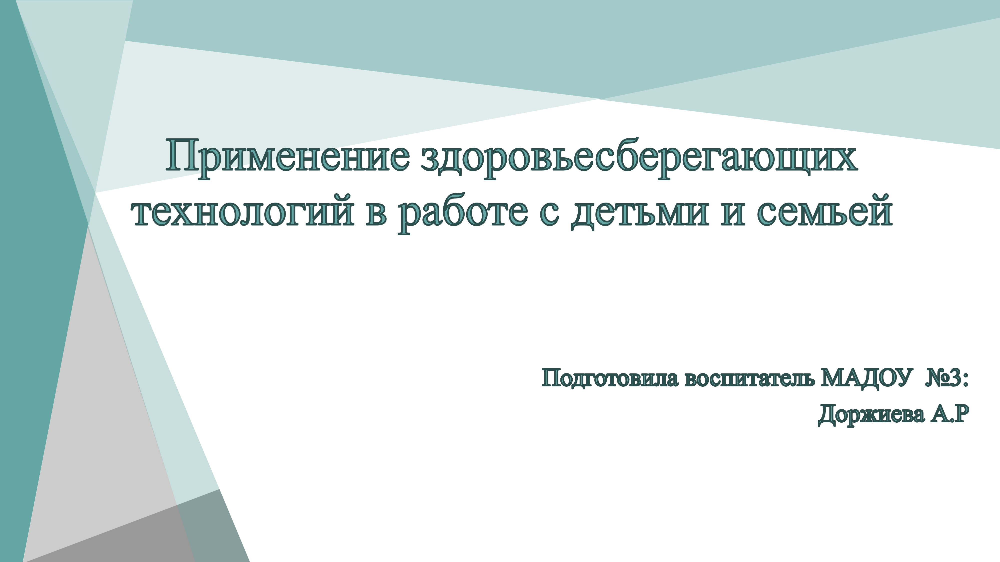 Применение здоровьесберегающих
технологий в работе с детьми и семьей
Подготовила воспитатель МАДОУ  №3:
Доржиева А.Р